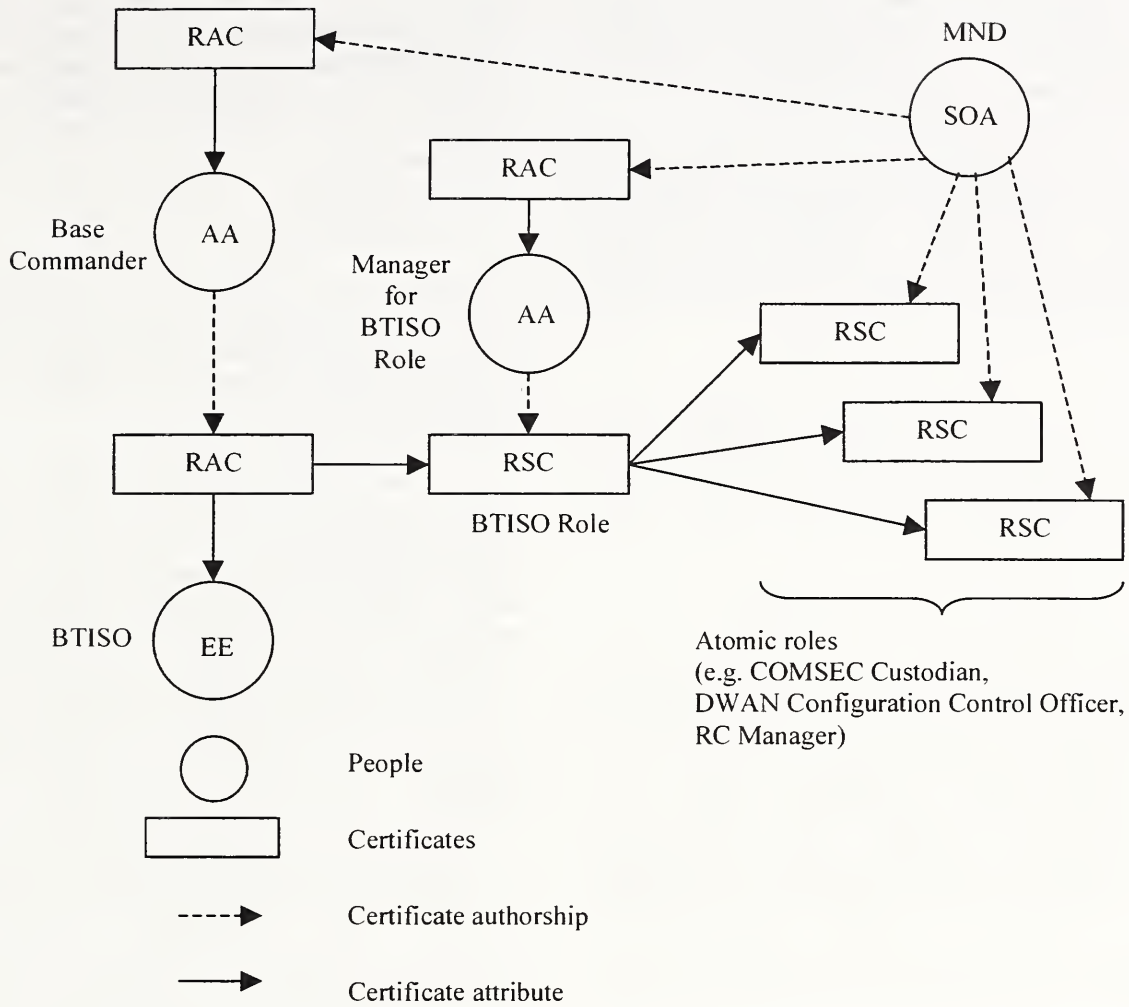 RAC
MND
SOA
RAC
Base
Commander
AA
Manager
for
BTISO
Role
AA
RSC
RSC
RAC
RSC
BTISO Role
RSC
BTISO
EE
Atomic roles
(e.g. COMSEC Custodian,
DWAN Configuration Control Officer,
RC Manager)
People
Certificates
Certificate authorship
Certificate attribute